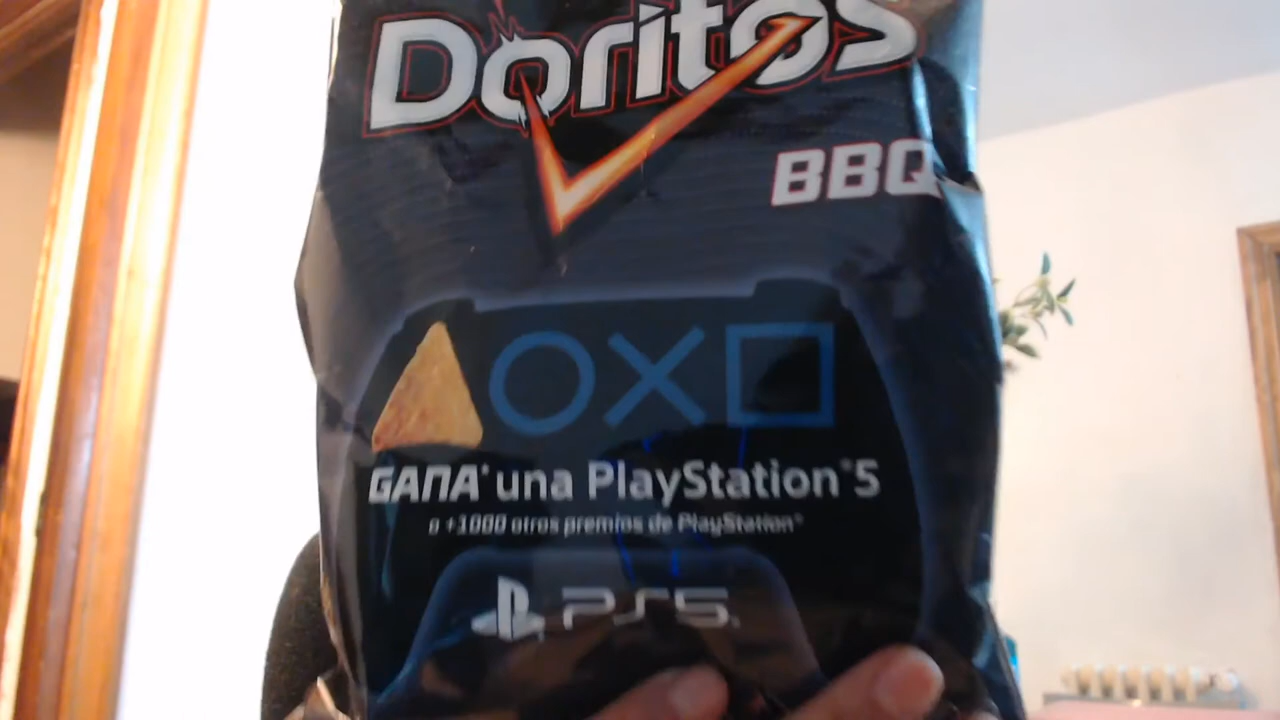 Doritos
BBQ
GANA* una PlayStation®5
o +1000 otros premios de PlayStation®
PS5